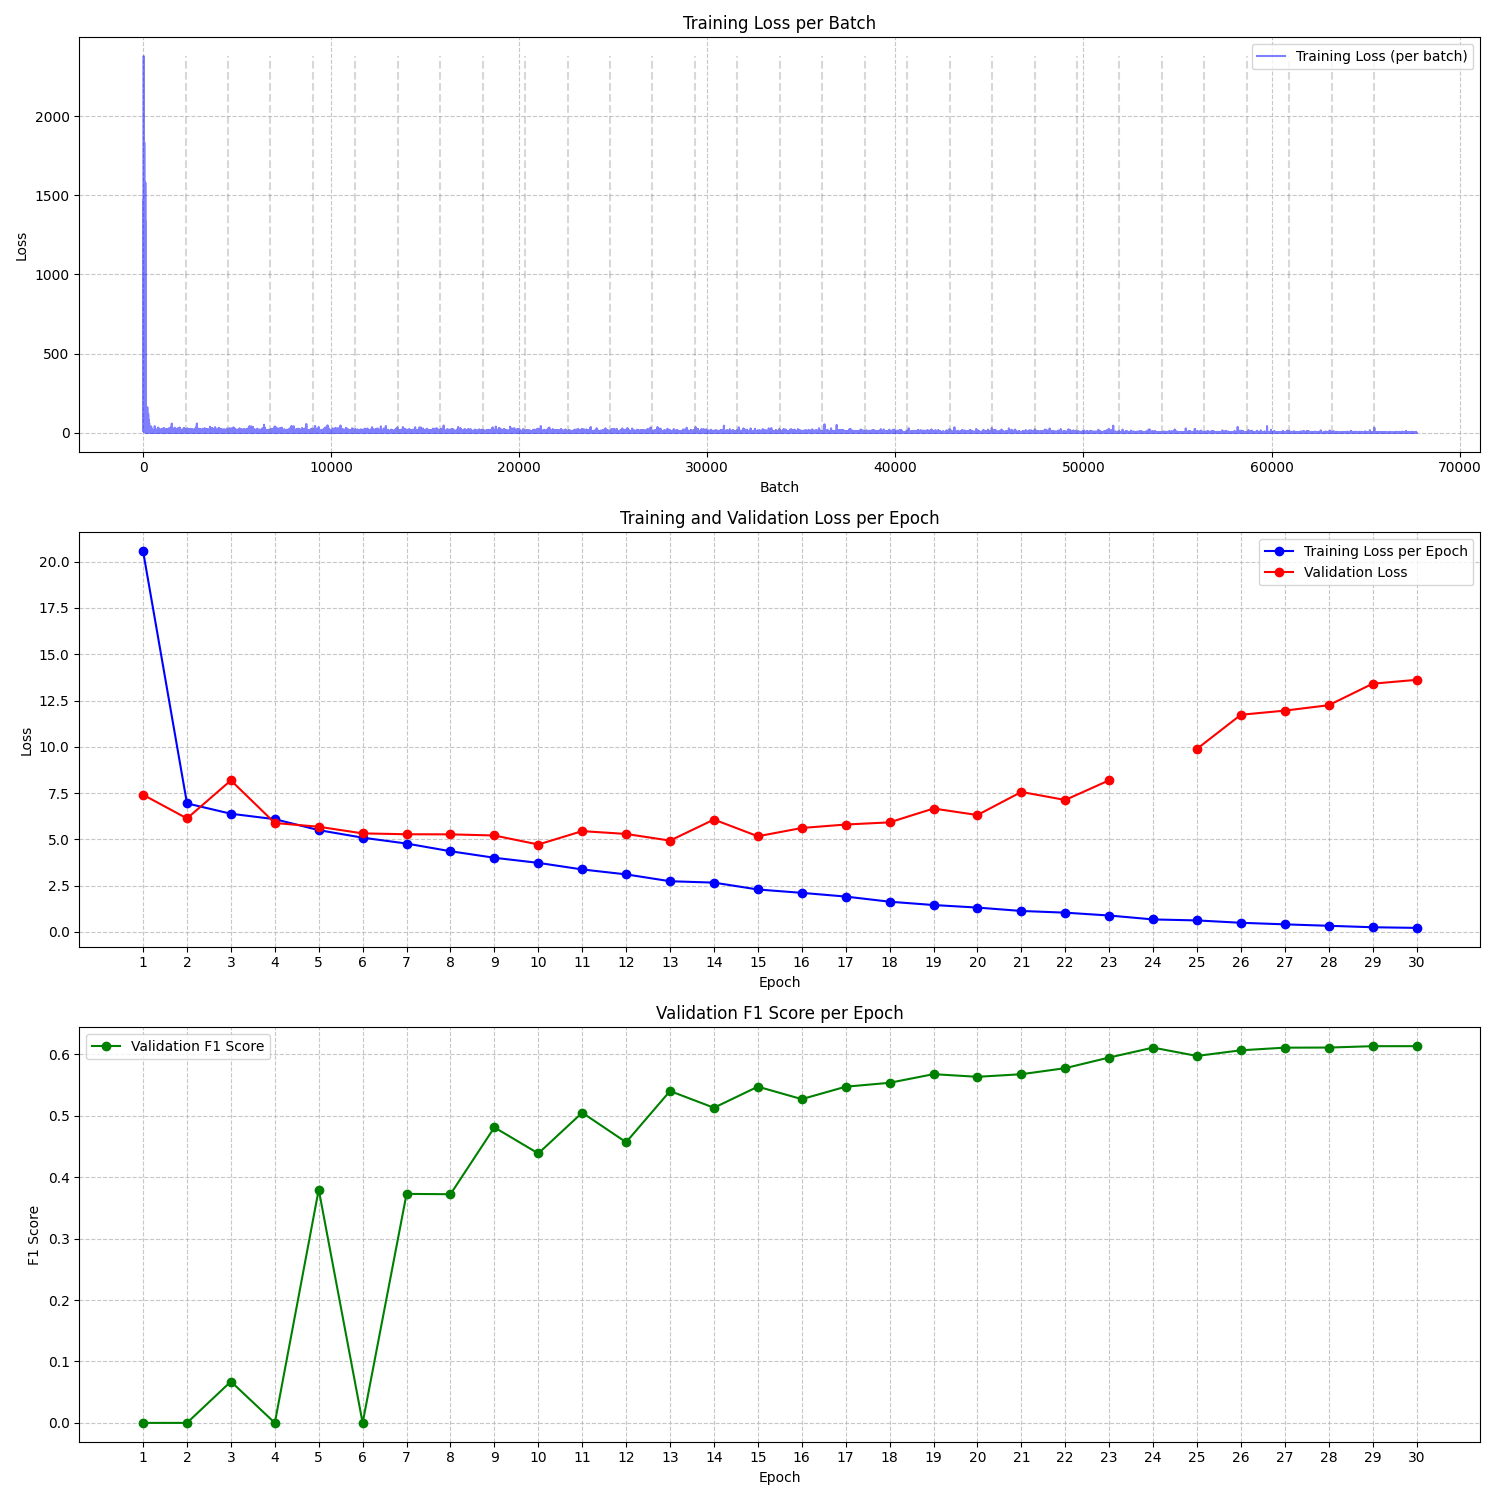 Training Loss per Batch
Training Loss (per batch)
Loss
2000
1500
1000
500
0
0 10000 20000 30000 40000 50000 60000 70000
Batch
Training and Validation Loss per Epoch
Training Loss per Epoch
Validation Loss
Loss
20.0
17.5
15.0
12.5
10.0
7.5
5.0
2.5
0.0
1 2 3 4 5 6 7 8 9 10 11 12 13 14 15 16 17 18 19 20 21 22 23 24 25 26 27 28 29 30
Epoch
Validation F1 Score per Epoch
Validation F1 Score
F1 Score
0.6
0.5
0.4
0.3
0.2
0.1
0.0
1 2 3 4 5 6 7 8 9 10 11 12 13 14 15 16 17 18 19 20 21 22 23 24 25 26 27 28 29 30
Epoch